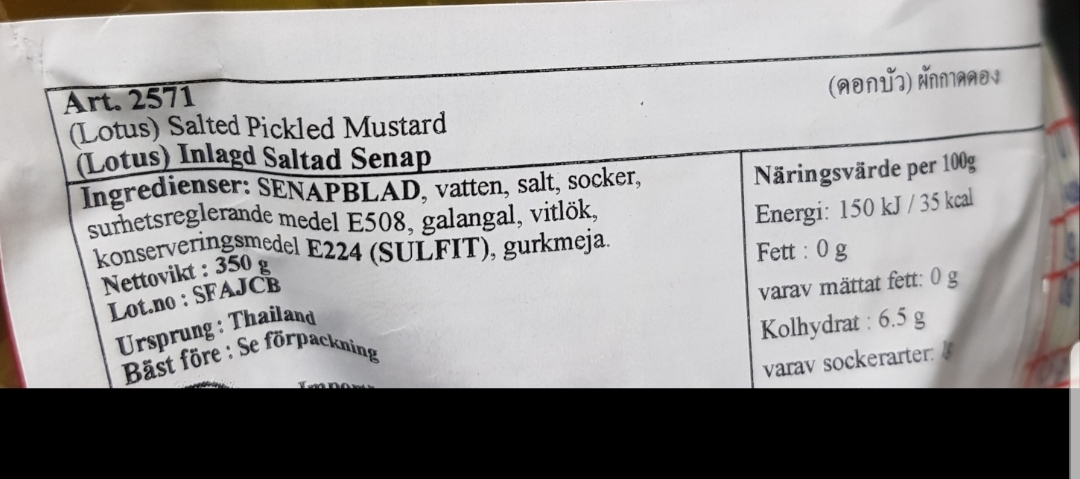 Art. 2571
(ดอกบัว) ผักกาดดอง
(Lotus) Salted Pickled Mustard
(Lotus) Inlagd Saltad Senap
Ingredienser: SENAPBLAD, vatten, salt, socker,
surhetsreglerande medel E508, galangal, vitlök,
konserveringsmedel E224 (SULFIT), gurkmeja.
Nettovikt : 350 g
Lot.no : SFAJCB
Ursprung : Thailand
Bäst före : Se förpackning
Näringsvärde per 100g
Energi: 150 kJ / 35 kcal
Fett : 0 g
varav mättat fett: 0 g
Kolhydrat : 6.5 g
varav sockerarter: